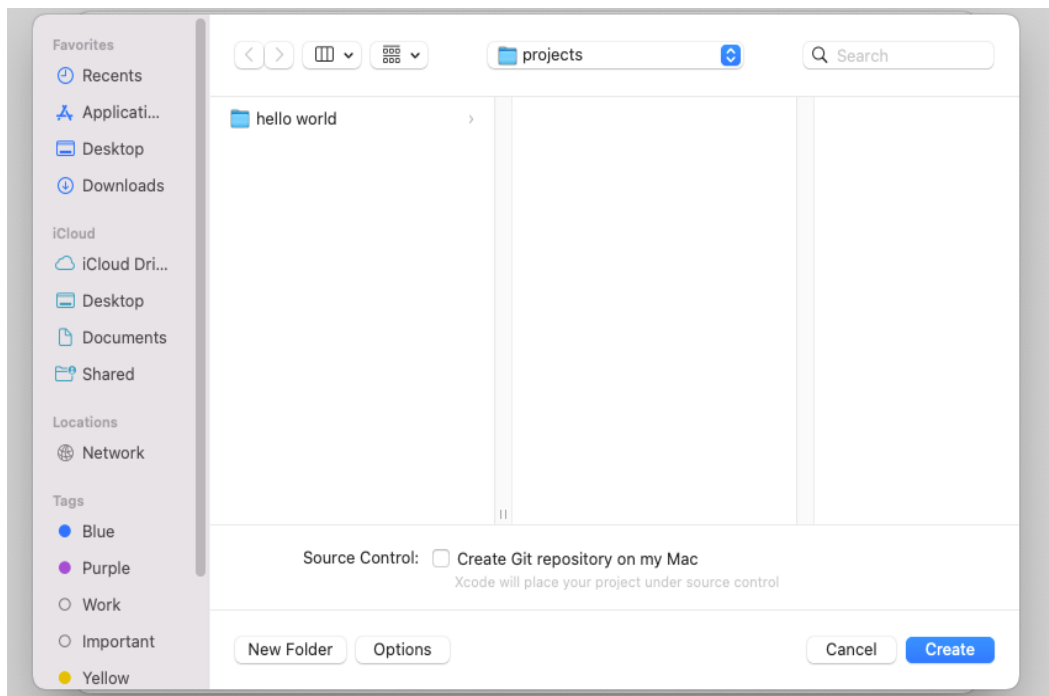 Favorites
Recents
Applicati...
Desktop
Downloads
iCloud
iCloud Dri...
Desktop
Documents
Shared
Locations
Network
Tags
Blue
Purple
Work
Important
Yellow
projects
Search
hello world
Source Control: Create Git repository on my Mac
Xcode will place your project under source control
New Folder Options Cancel Create